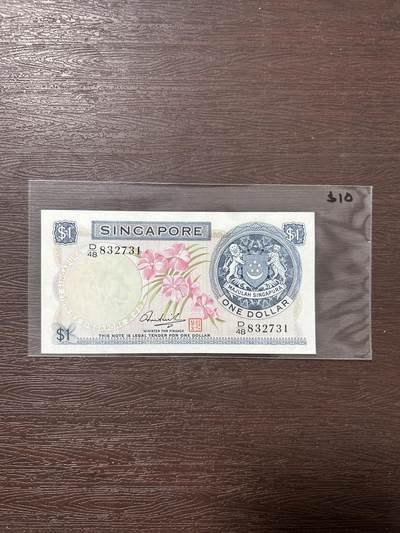 $10
$1
SINGAPORE
$1
D/48 832731
MAJULAH SINGAPURA
ONE DOLLAR
D/48 832731
MINISTER FOR FINANCE
$1
THIS NOTE IS LEGAL TENDER FOR ONE DOLLAR